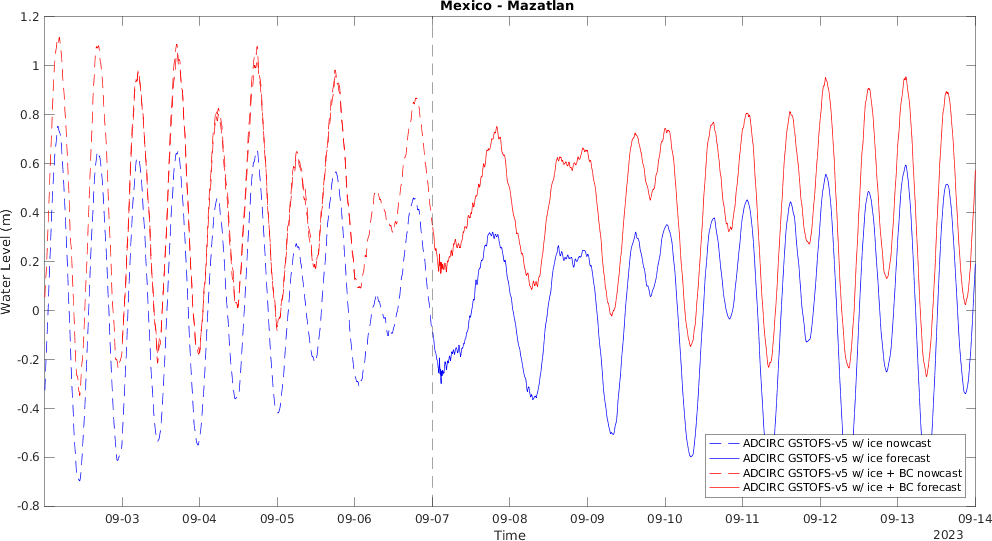 Mexico - Mazatlan
1.2
1
0.8
0.6
0.4
0.2
0
-0.2
-0.4
-0.6
-0.8
Water Level (m)
ADCIRC GSTOFS-v5 w/ ice nowcast
ADCIRC GSTOFS-v5 w/ ice forecast
ADCIRC GSTOFS-v5 w/ ice + BC nowcast
ADCIRC GSTOFS-v5 w/ ice + BC forecast
09-03 09-04 09-05 09-06 09-07 09-08 09-09 09-10 09-11 09-12 09-13 09-14
Time
2023